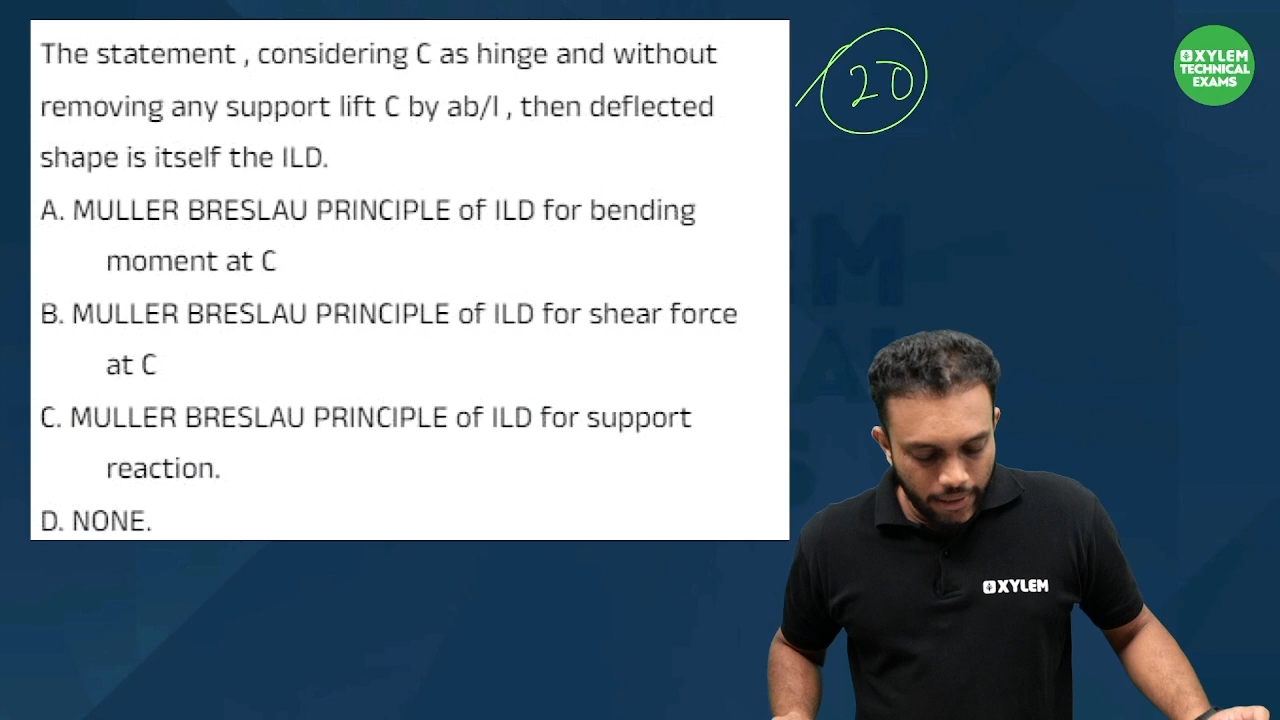 The statement , considering C as hinge and without
removing any support lift C by ab/l , then deflected
shape is itself the ILD.
A. MULLER BRESLAU PRINCIPLE of ILD for bending
moment at C
B. MULLER BRESLAU PRINCIPLE of ILD for shear force
at C
C. MULLER BRESLAU PRINCIPLE of ILD for support
reaction.
D. NONE.
20
XYLEM
TECHNICAL
EXAMS
XYLEM